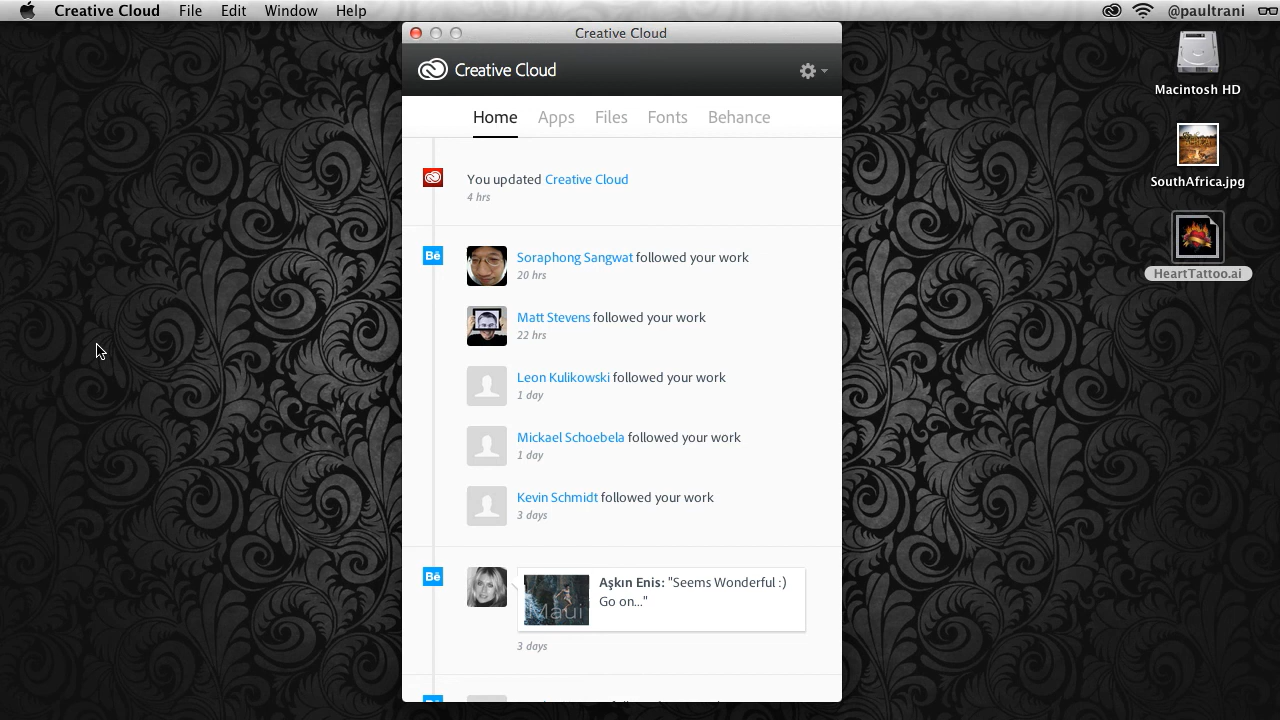 Creative Cloud File Edit Window Help
@paultrani
Creative Cloud
Creative Cloud
Home Apps Files Fonts Behance
You updated Creative Cloud
4 hrs
Bē
Soraphong Sangwat followed your work
20 hrs
Matt Stevens followed your work
22 hrs
Leon Kulikowski followed your work
1 day
Mickael Schoebela followed your work
1 day
Kevin Schmidt followed your work
3 days
Bē
Maui
Aşkın Enis: "Seems Wonderful :)
Go on..."
3 days
Macintosh HD
SouthAfrica.jpg
HeartTattoo.ai